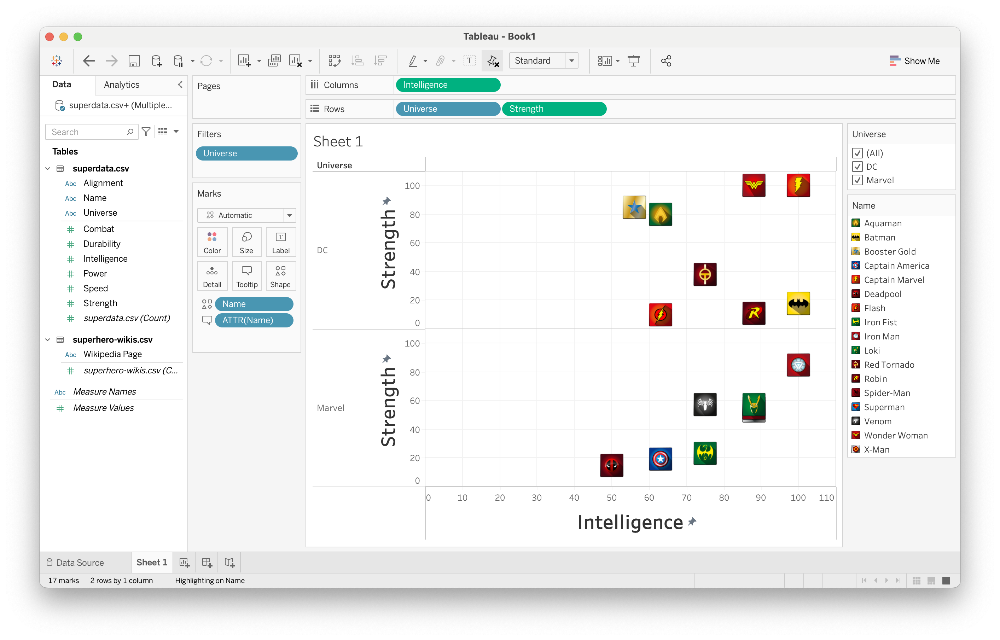 Tableau - Book1
Standard
Show Me
Data
Analytics
superdata.csv+ (Multiple...
Search
Tables
superdata.csv
Abc Alignment
Abc Name
Abc Universe
Combat
Durability
Intelligence
Power
Speed
Strength
superdata.csv (Count)
superhero-wikis.csv
Abc Wikipedia Page
superhero-wikis.csv (C...
Abc Measure Names
Measure Values
Pages
Filters
Universe
Marks
Automatic
Color
Size
T
Label
Detail
Tooltip
Shape
Name
ATTR(Name)
Columns
Intelligence
Rows
Universe
Strength
Sheet 1
Universe
DC
Strength
100
80
60
40
20
0
R
Marvel
Strength
100
80
60
40
20
0
0 10 20 30 40 50 60 70 80 90 100 110
Intelligence
Universe
(All)
DC
Marvel
Name
Aquaman
Batman
Booster Gold
Captain America
Captain Marvel
Deadpool
Flash
Iron Fist
Iron Man
Loki
Red Tornado
Robin
Spider-Man
Superman
Venom
Wonder Woman
X-Man
Data Source
Sheet 1
17 marks
2 rows by 1 column
Highlighting on Name